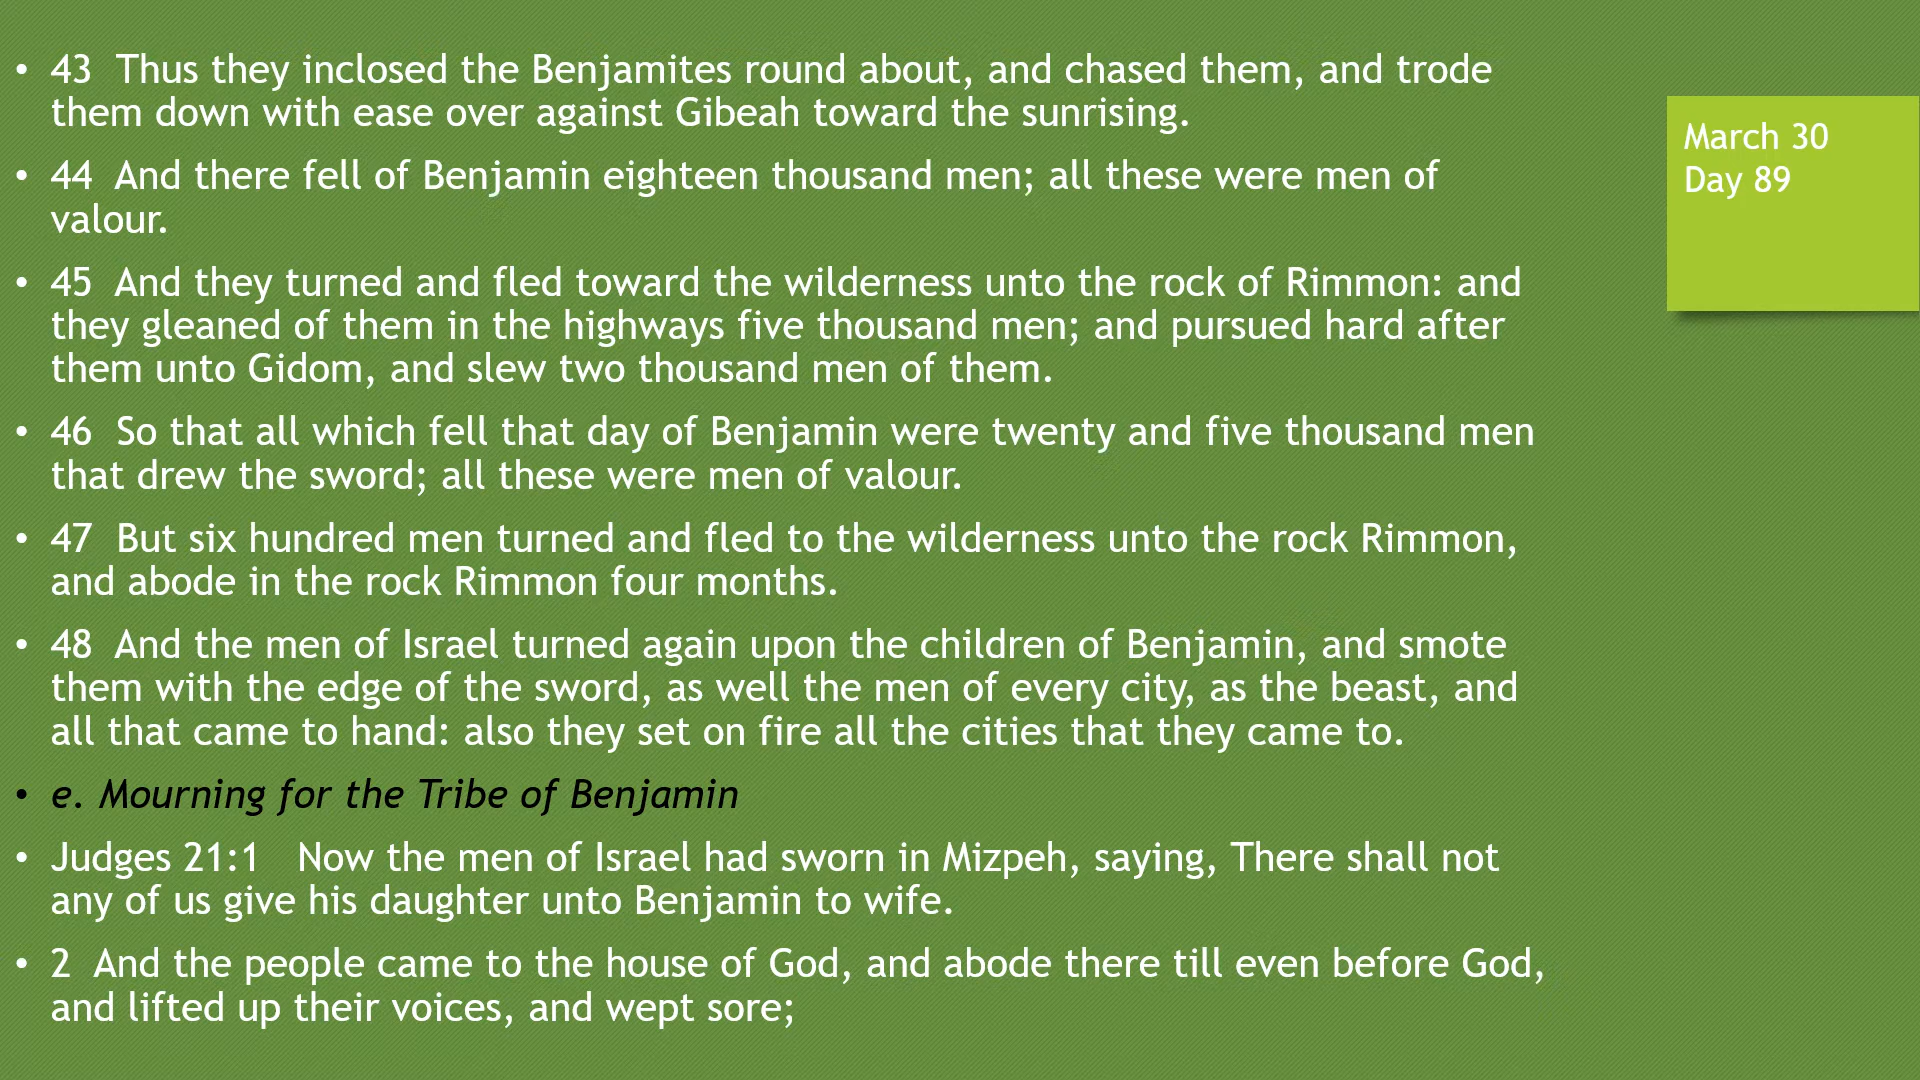 • 43  Thus they inclosed the Benjamites round about, and chased them, and trode
them down with ease over against Gibeah toward the sunrising.
• 44  And there fell of Benjamin eighteen thousand men; all these were men of
valour.
• 45  And they turned and fled toward the wilderness unto the rock of Rimmon: and
they gleaned of them in the highways five thousand men; and pursued hard after
them unto Gidom, and slew two thousand men of them.
• 46  So that all which fell that day of Benjamin were twenty and five thousand men
that drew the sword; all these were men of valour.
• 47  But six hundred men turned and fled to the wilderness unto the rock Rimmon,
and abode in the rock Rimmon four months.
• 48  And the men of Israel turned again upon the children of Benjamin, and smote
them with the edge of the sword, as well the men of every city, as the beast, and
all that came to hand: also they set on fire all the cities that they came to.
• e. Mourning for the Tribe of Benjamin
• Judges 21:1   Now the men of Israel had sworn in Mizpeh, saying, There shall not
any of us give his daughter unto Benjamin to wife.
• 2  And the people came to the house of God, and abode there till even before God,
and lifted up their voices, and wept sore;
March 30
Day 89